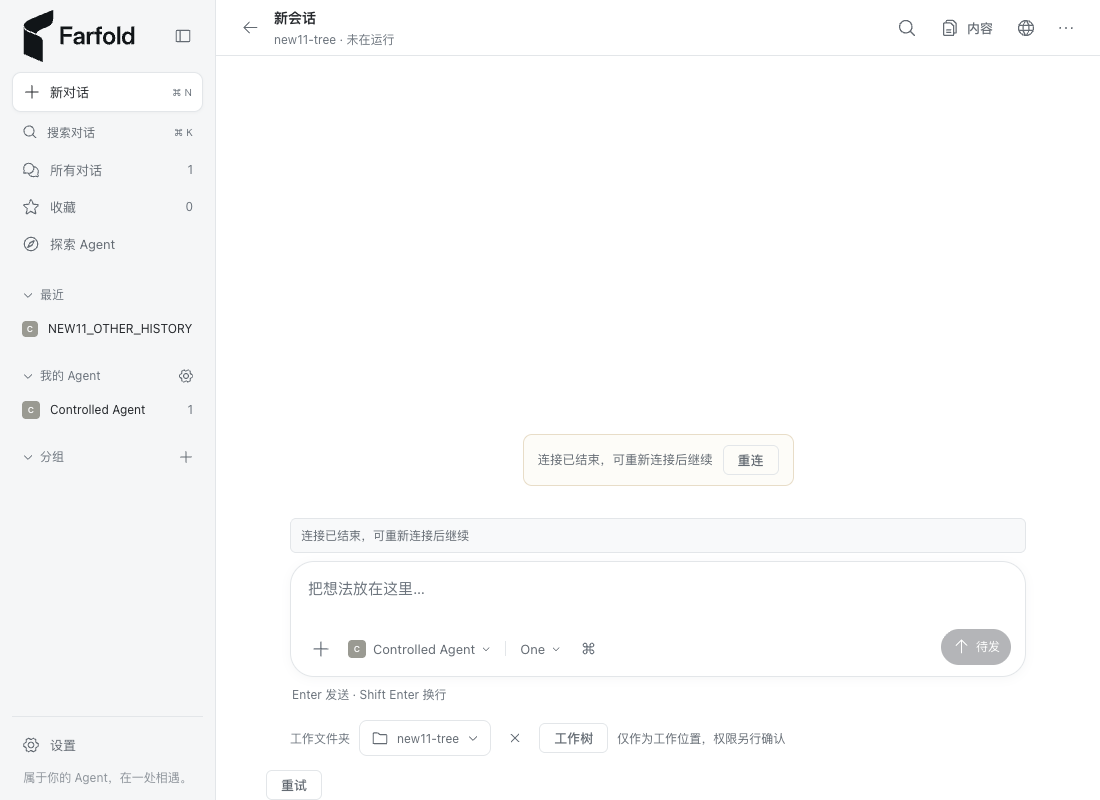 Farfold
新对话 ⌘ N
搜索对话 ⌘ K
所有对话 1
收藏 0
探索 Agent
最近
C NEW11_OTHER_HISTORY
我的 Agent
C Controlled Agent 1
分组
设置
属于你的 Agent，在一处相遇。
新会话
new11-tree · 未在运行
内容
连接已结束，可重新连接后继续 重连
连接已结束，可重新连接后继续
把想法放在这里...
C Controlled Agent One ⌘ 待发
Enter 发送 · Shift Enter 换行
工作文件夹 new11-tree 工作树 仅作为工作位置，权限另行确认
重试